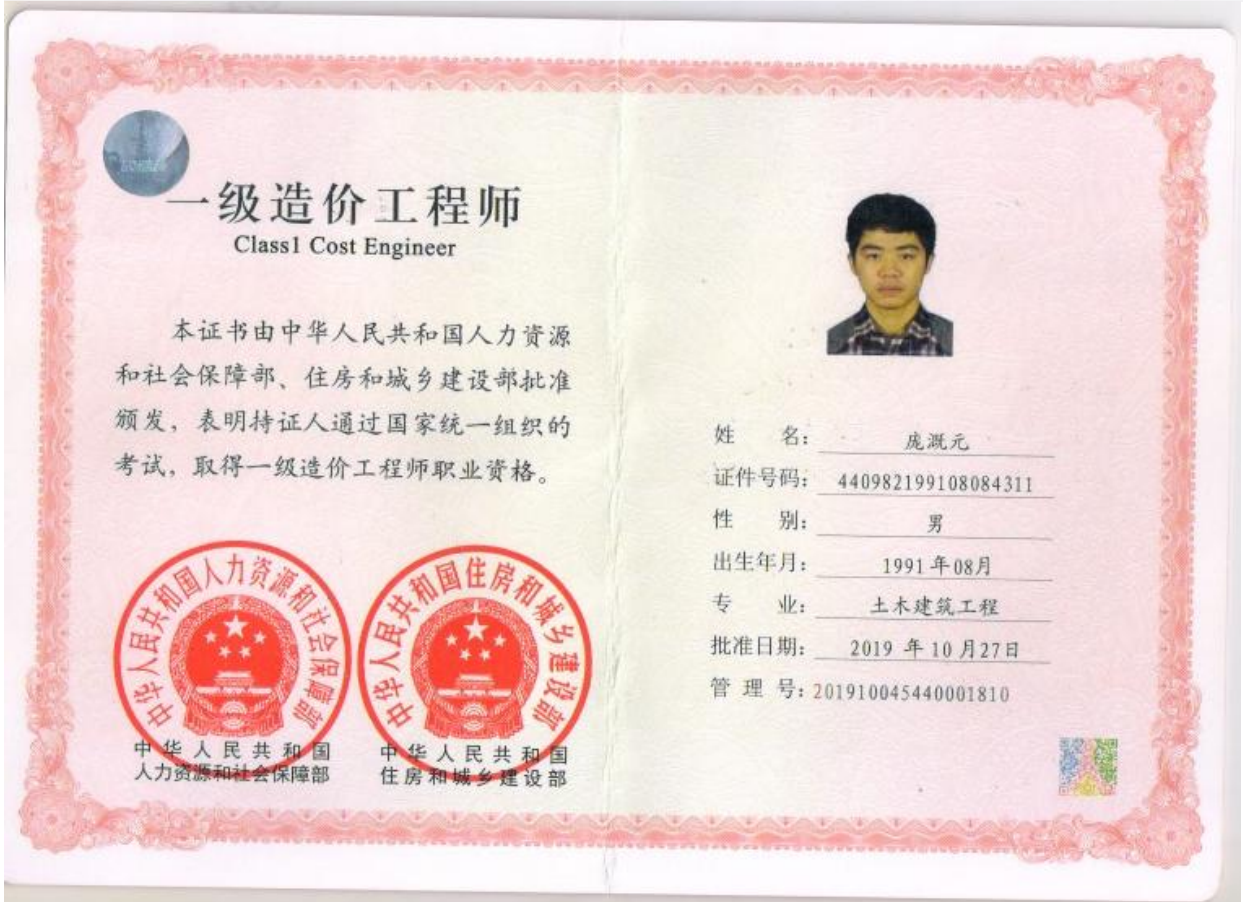 一级造价工程师
Class1 Cost Engineer
本证书由中华人民共和国人力资源
和社会保障部、住房和城乡建设部批准
颁发，表明持证人通过国家统一组织的
考试，取得一级造价工程师职业资格。
中华人民共和国人力资源和社会保障部
中华人民共和国
人力资源和社会保障部
中华人民共和国住房和城乡建设部
中华人民共和国
住房和城乡建设部
姓 名： 庞溉元
证件号码： 440982199108084311
性 别： 男
出生年月： 1991年08月
专 业： 土木建筑工程
批准日期： 2019 年10月27日
管 理 号：201910045440001810